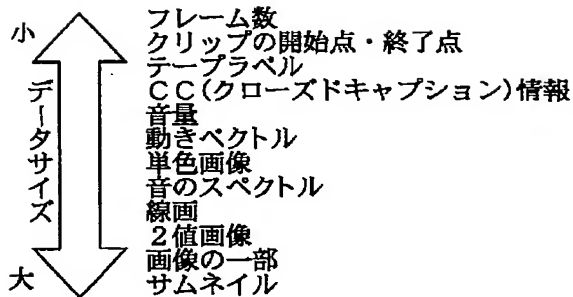 小
データサイズ
大
フレーム数
クリップの開始点・終了点
テープラベル
CC(クローズドキャプション)情報
音量
動きベクトル
単色画像
音のスペクトル
線画
2値画像
画像の一部
サムネイル